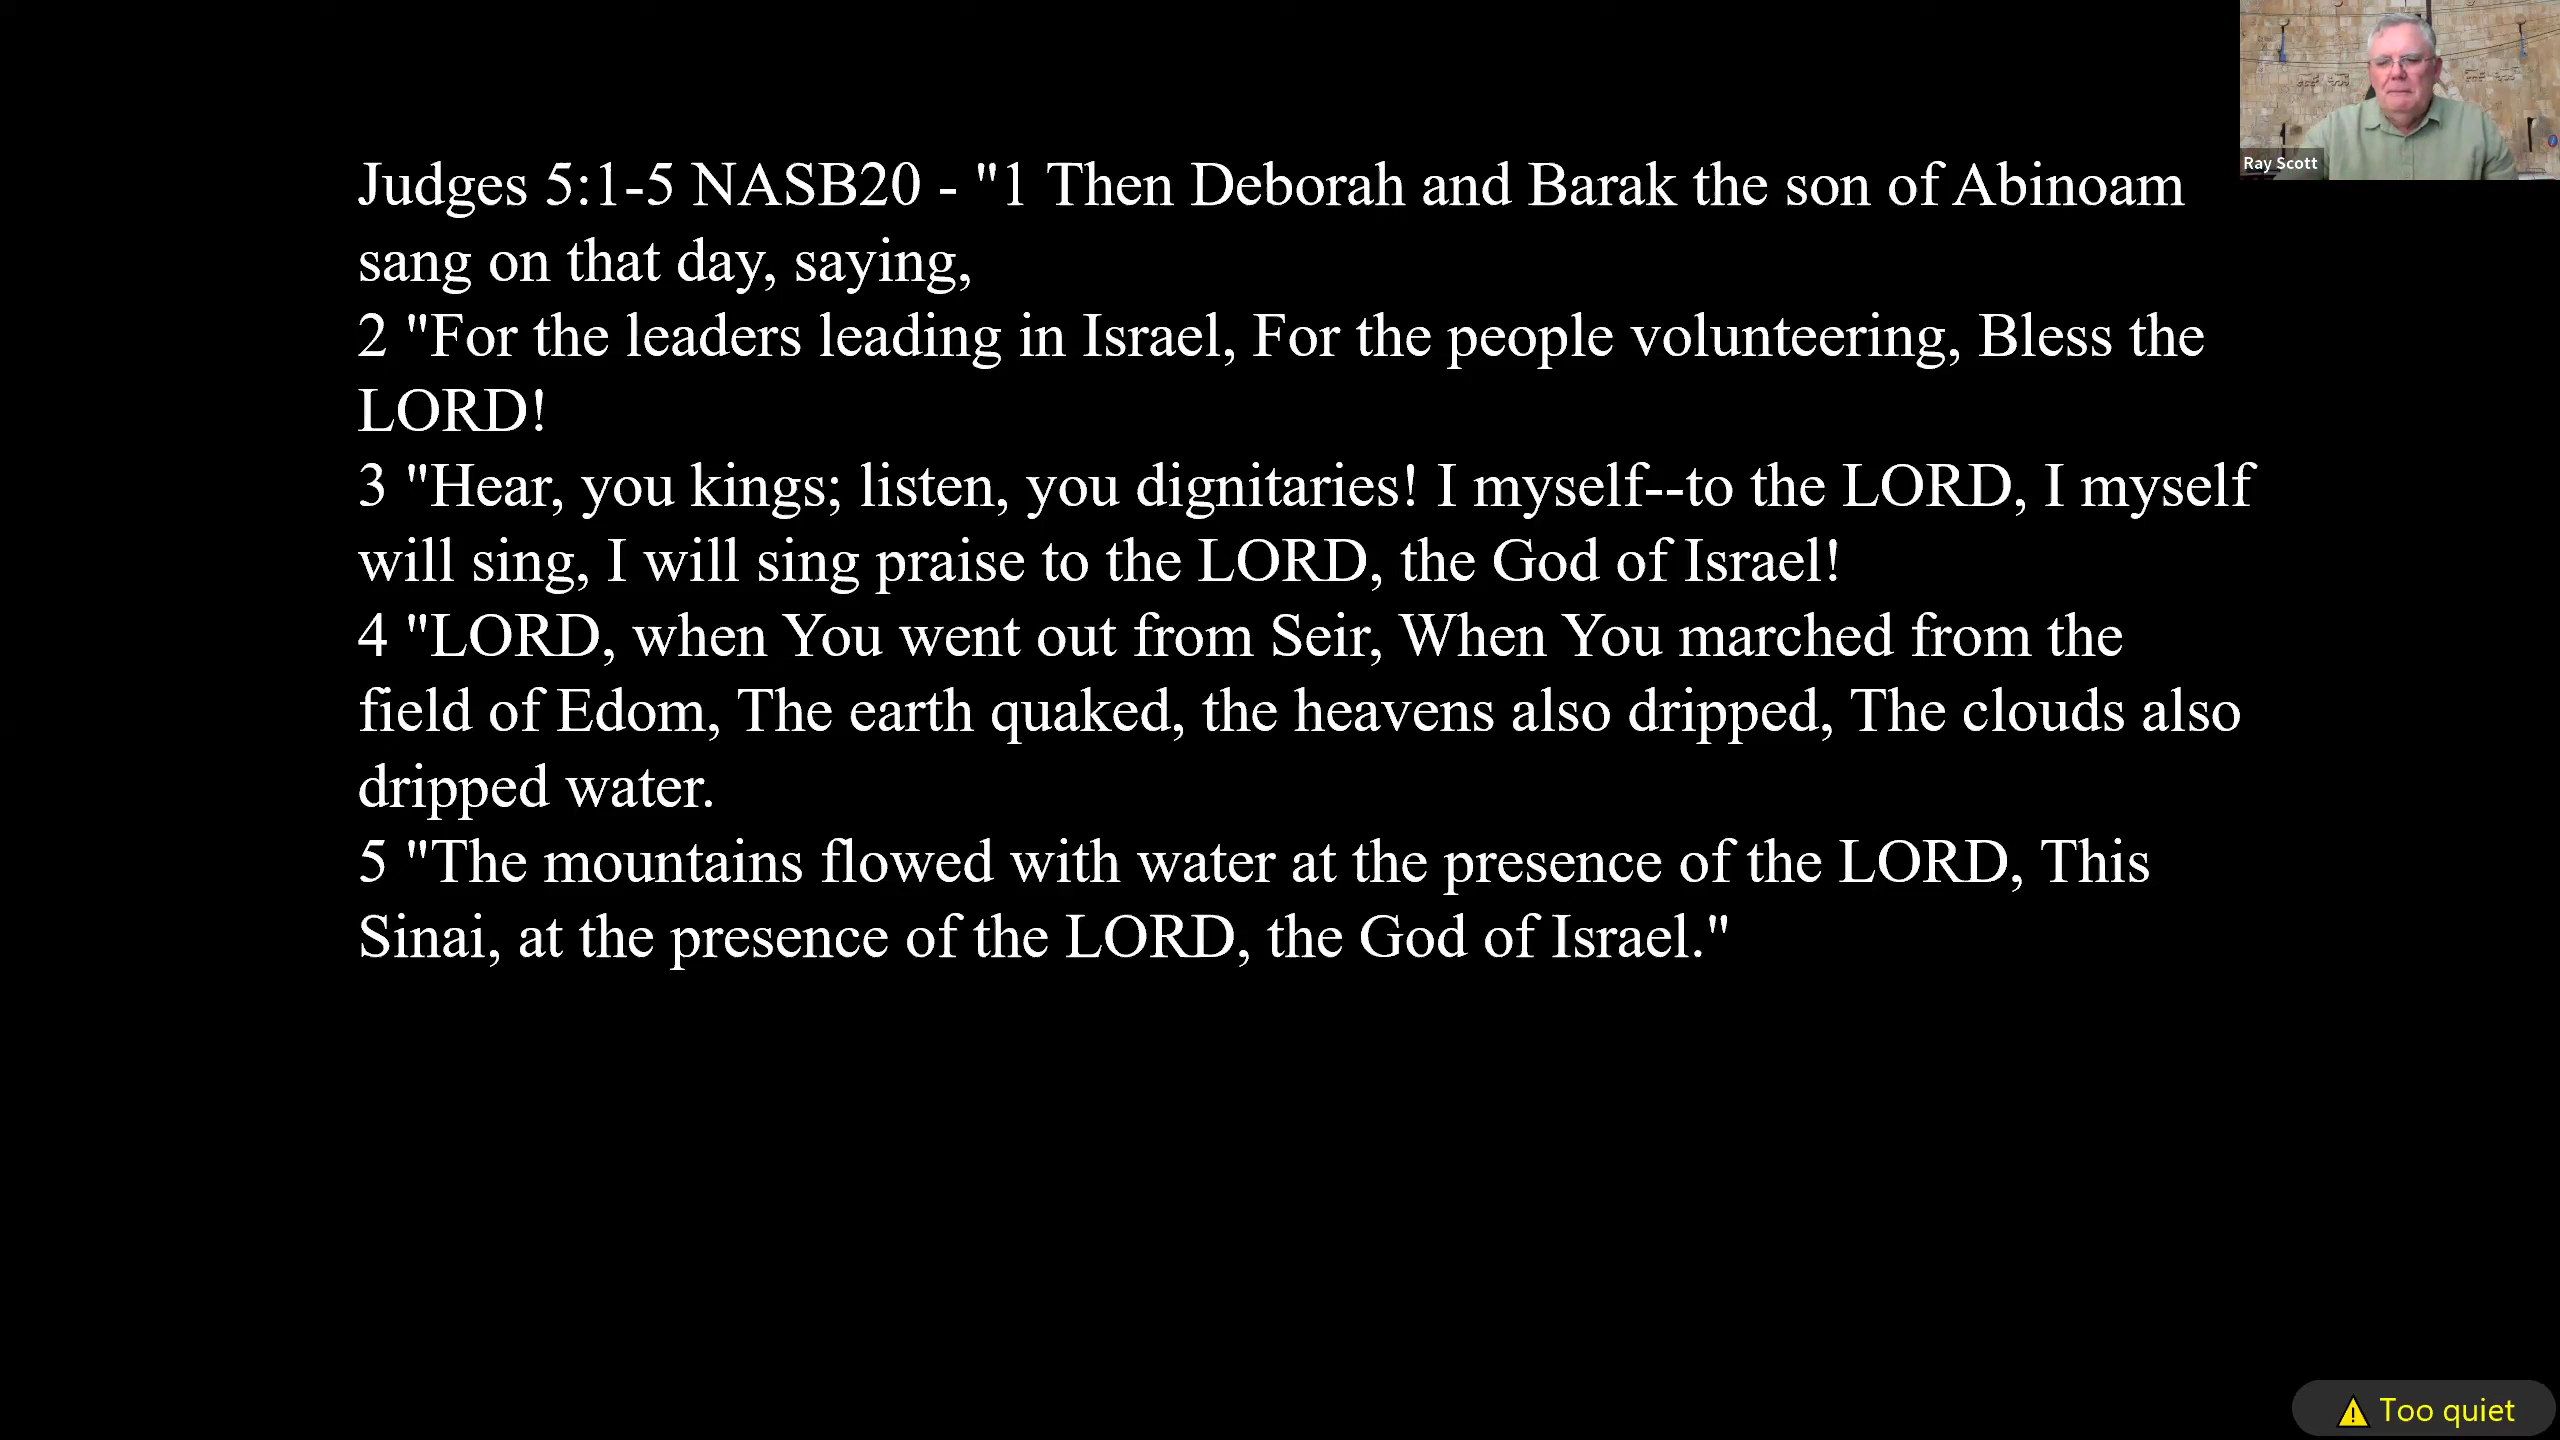 Judges 5:1-5 NASB20 - "1 Then Deborah and Barak the son of Abinoam
sang on that day, saying,
2 "For the leaders leading in Israel, For the people volunteering, Bless the
LORD!
3 "Hear, you kings; listen, you dignitaries! I myself--to the LORD, I myself
will sing, I will sing praise to the LORD, the God of Israel!
4 "LORD, when You went out from Seir, When You marched from the
field of Edom, The earth quaked, the heavens also dripped, The clouds also
dripped water.
5 "The mountains flowed with water at the presence of the LORD, This
Sinai, at the presence of the LORD, the God of Israel."
Ray Scott
Too quiet